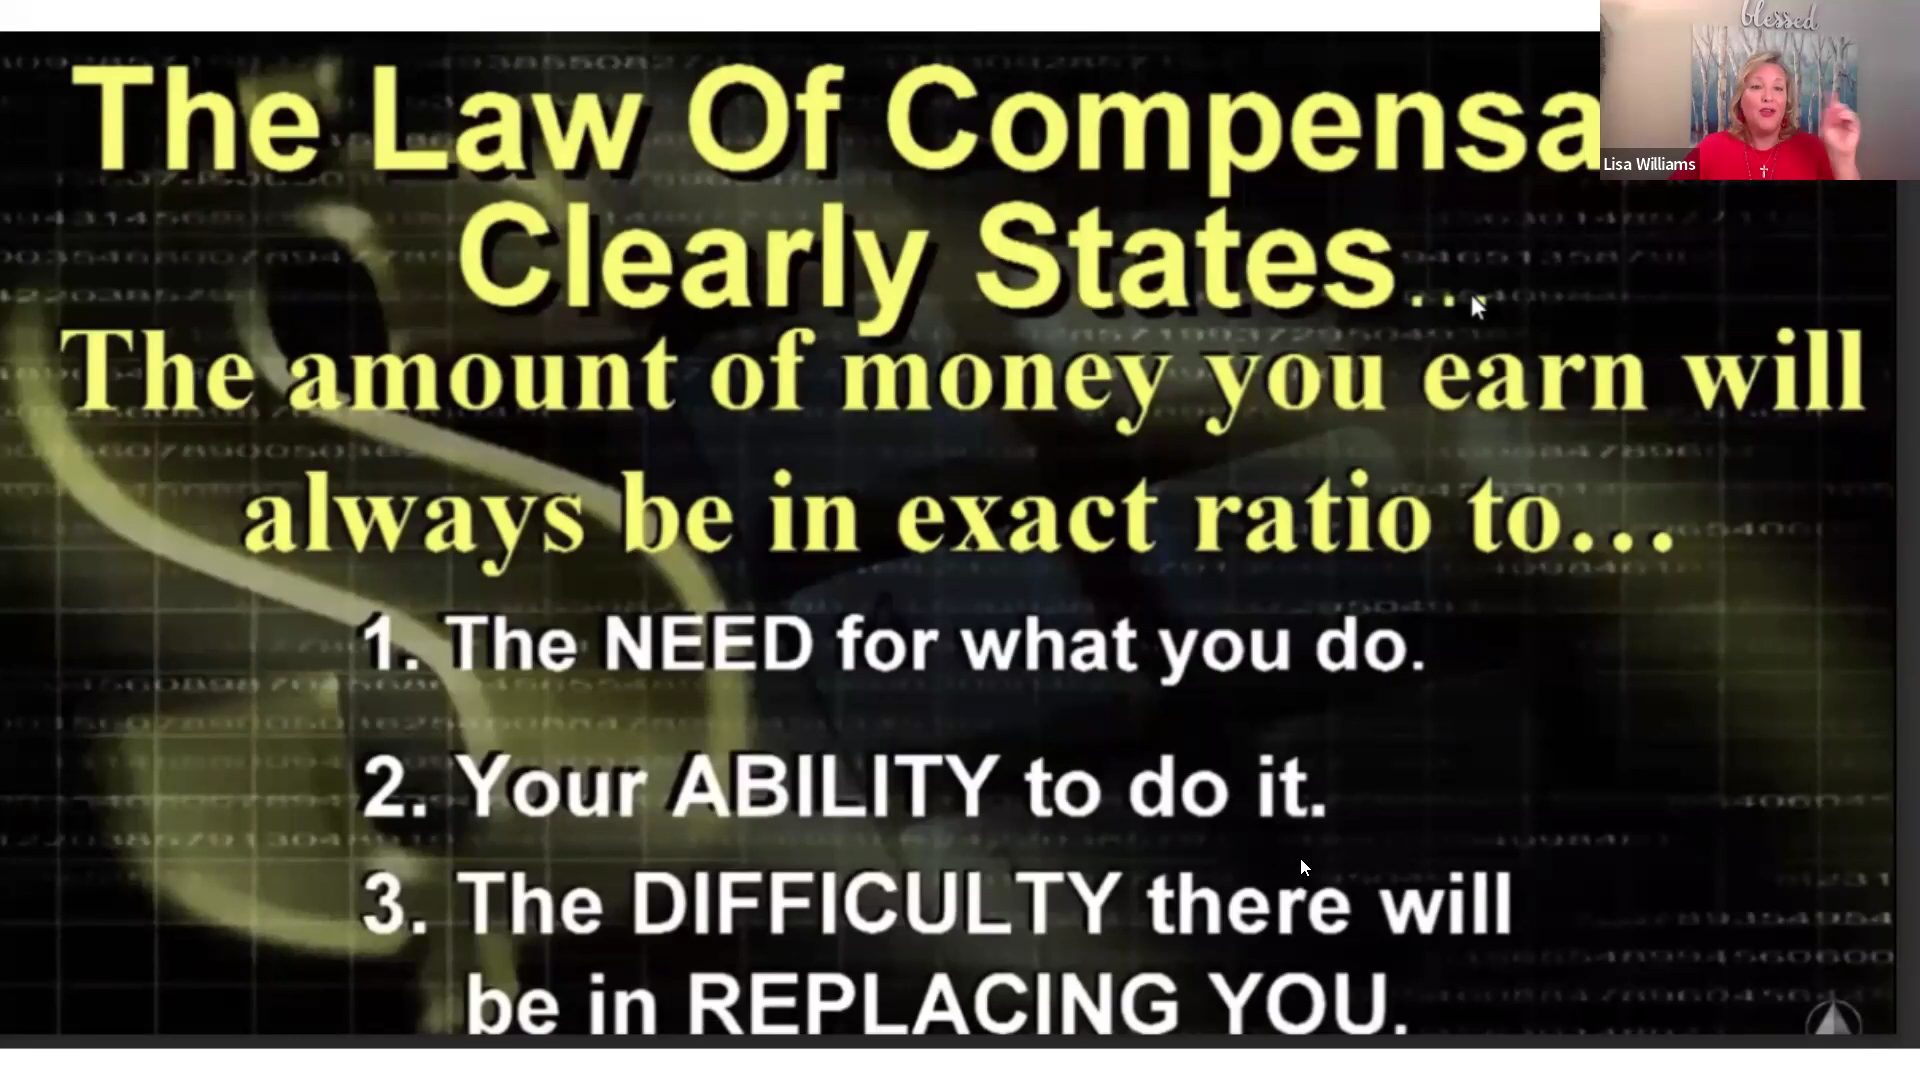 blessed
Lisa Williams
The Law Of Compensa
Clearly States...
The amount of money you earn will
always be in exact ratio to...
1. The NEED for what you do.
2. Your ABILITY to do it.
3. The DIFFICULTY there will
be in REPLACING YOU.